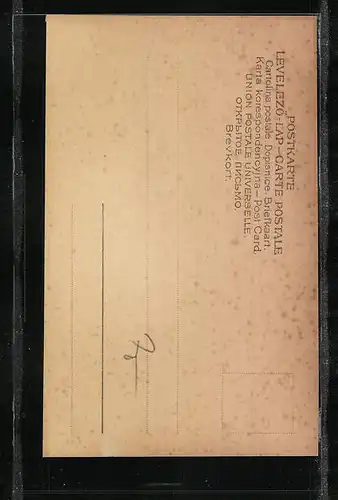 POSTKARTE
LEVELEZŐ-LAP—CARTE POSTALE
Cartolina postale. Dopisnice. Briefkaart.
Karta korespondencyjna—Post Card.
UNION POSTALE UNIVERSELLE.
ОТКРЫТОЕ ПИСЬМО.
Brevkort.